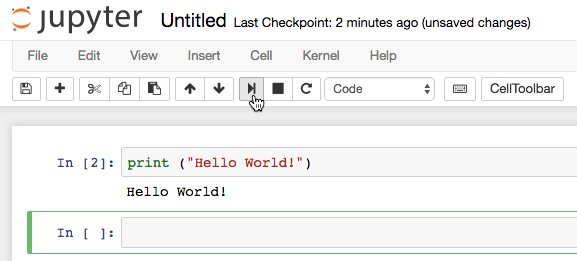 jupyter Untitled Last Checkpoint: 2 minutes ago (unsaved changes)
File Edit View Insert Cell Kernel Help
Code CellToolbar
In [2]: print ("Hello World!")
Hello World!
In [ ]: